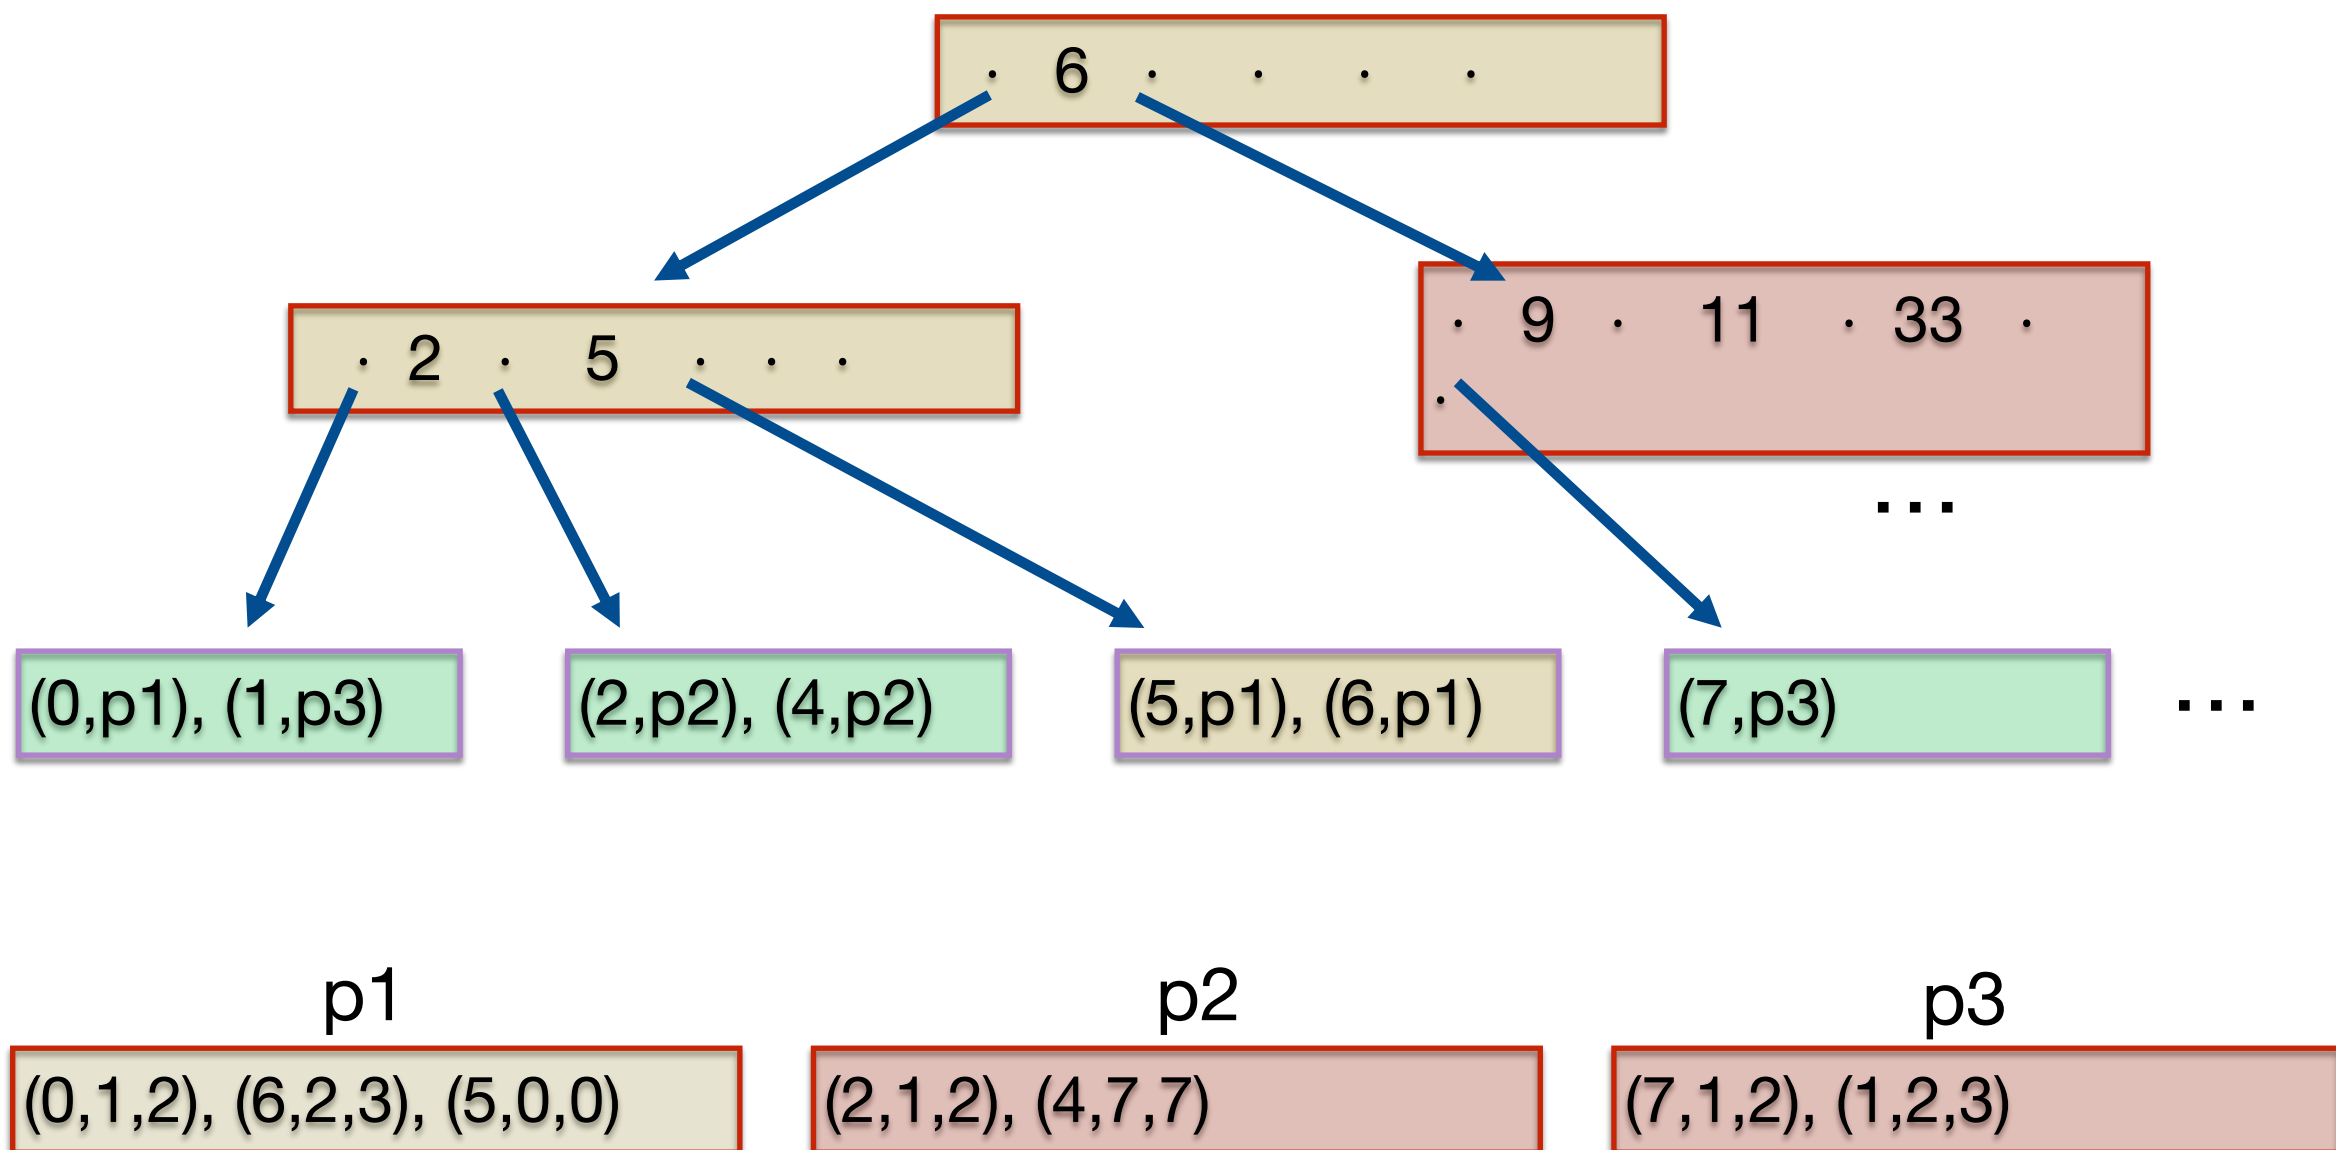 · 6 · · · ·
· 2 · 5 · · ·
· 9 · 11 · 33 ·
·
...
(0,p1), (1,p3)
(2,p2), (4,p2)
(5,p1), (6,p1)
(7,p3)
...
p1
p2
p3
(0,1,2), (6,2,3), (5,0,0)
(2,1,2), (4,7,7)
(7,1,2), (1,2,3)